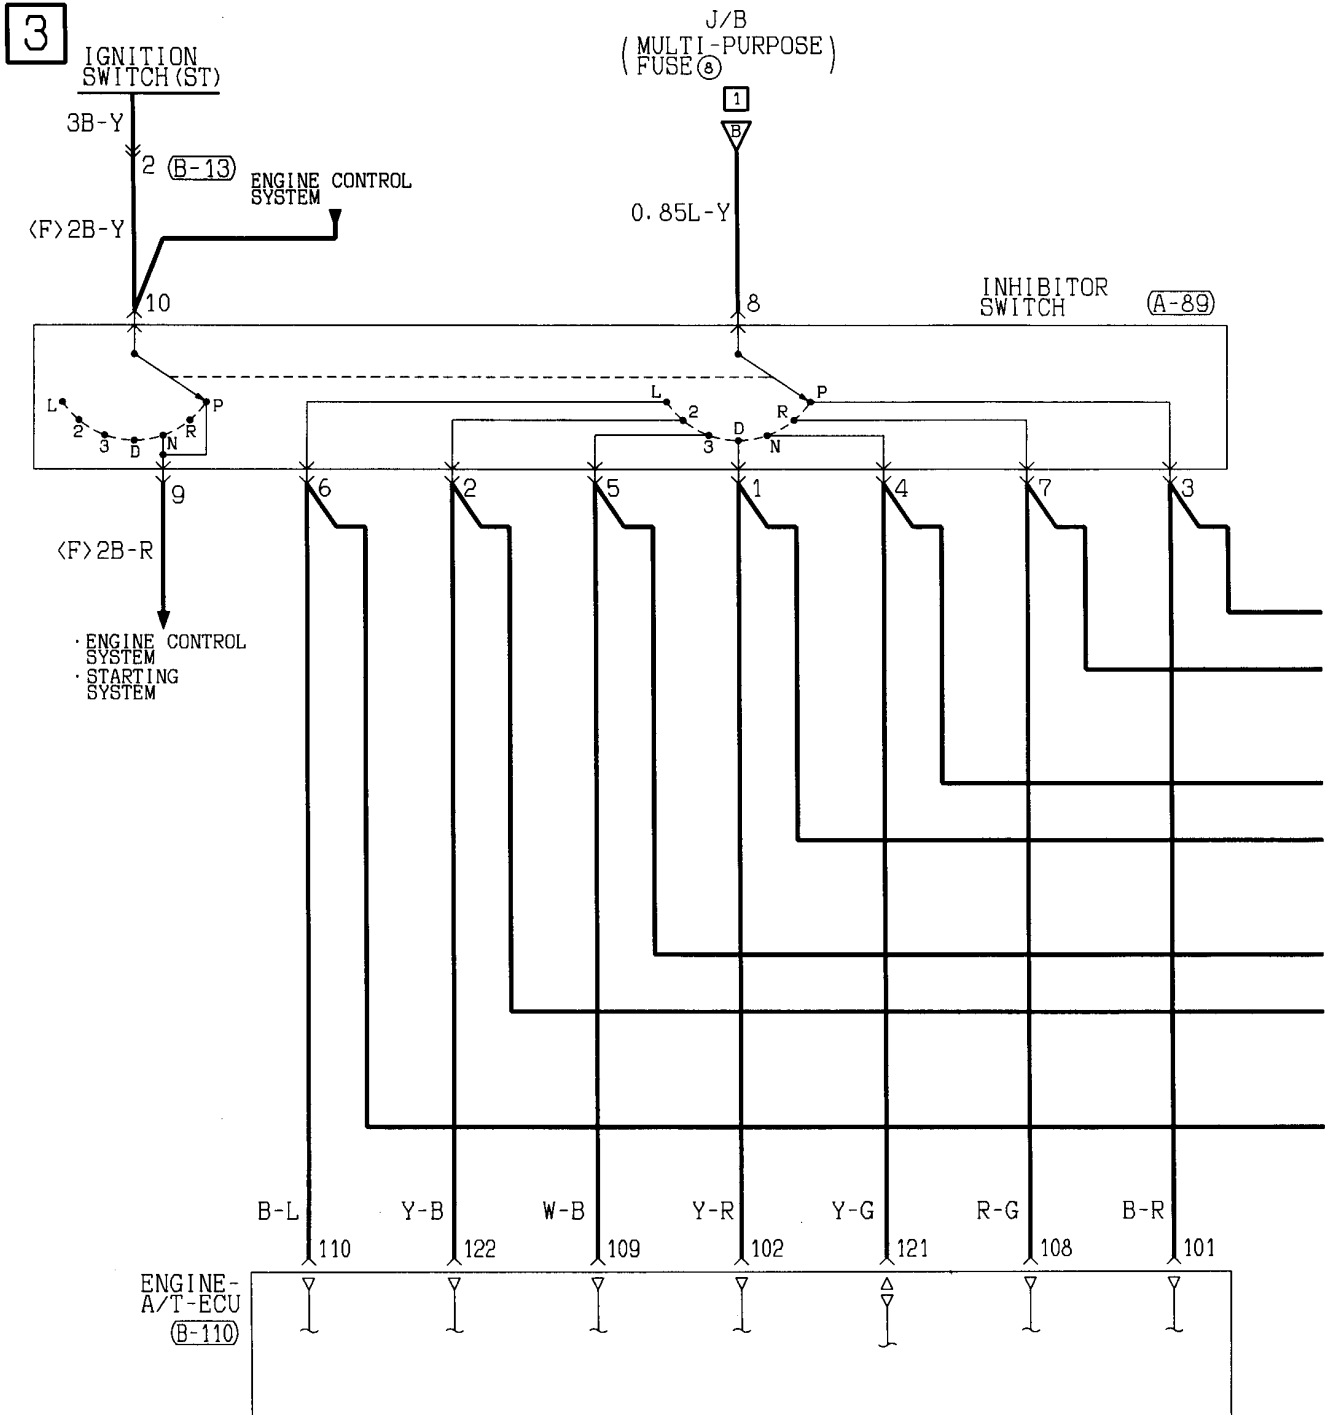 3
IGNITION
SWITCH(ST)
J/B
(MULTI-PURPOSE)
FUSE⑧
1
B
3B-Y
2 (B-13)
ENGINE CONTROL
SYSTEM
<F>2B-Y
0.85L-Y
10
8
INHIBITOR
SWITCH
(A-89)
L 2 3 D N R P
L 2 3 D N R P
9 6 2 5 1 4 7 3
<F>2B-R
·ENGINE CONTROL
SYSTEM
·STARTING
SYSTEM
B-L Y-B W-B Y-R Y-G R-G B-R
110 122 109 102 121 108 101
ENGINE-
A/T-ECU
(B-110)